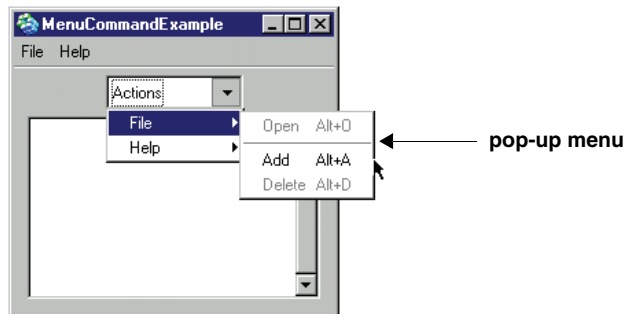 MenuCommandExample
File Help
Actions
File
Help
Open Alt+O
Add Alt+A
Delete Alt+D
pop-up menu